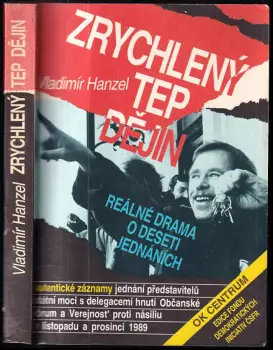 Vladimír Hanzel ZRYCHLENÝ TEP DĚJIN
ZRYCHLENÝ
Vladimír Hanzel
TEP
DĚJIN
REÁLNÉ DRAMA
O DESETI
JEDNÁNÍCH
OK CENTRUM
EDICE FONDU
DEMOKRATICKÝCH
INICIATIV ČSFR
autentické záznamy jednání představitelů
státní moci s delegacemi hnutí Občanské
fórum a Verejnosť proti násiliu
v listopadu a prosinci 1989